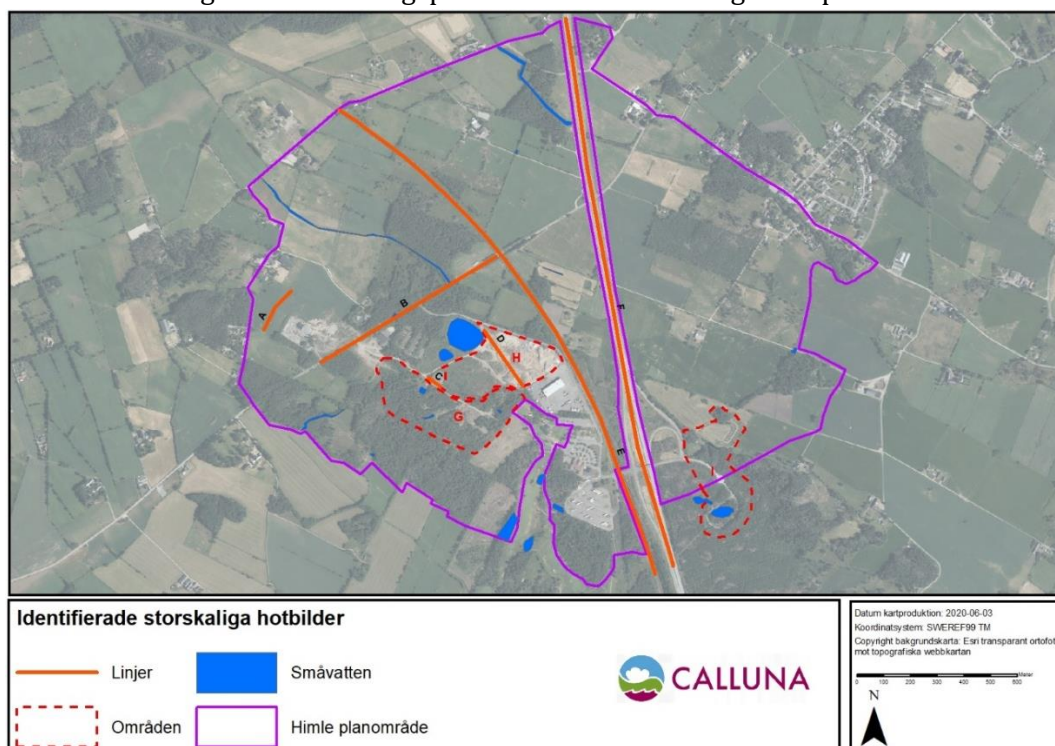 A
B
C
D
E
F
G
H
I
I
Identifierade storskaliga hotbilder
Linjer
Småvatten
Områden
Himle planområde
CALLUNA
Datum kartproduktion: 2020-06-03
Koordinatsystem: SWEREF99 TM
Copyright bakgrundskarta: Esri transparant ortofot
mot topografiska webbkartan
0 100 200 300 400 500 600
Meter
N